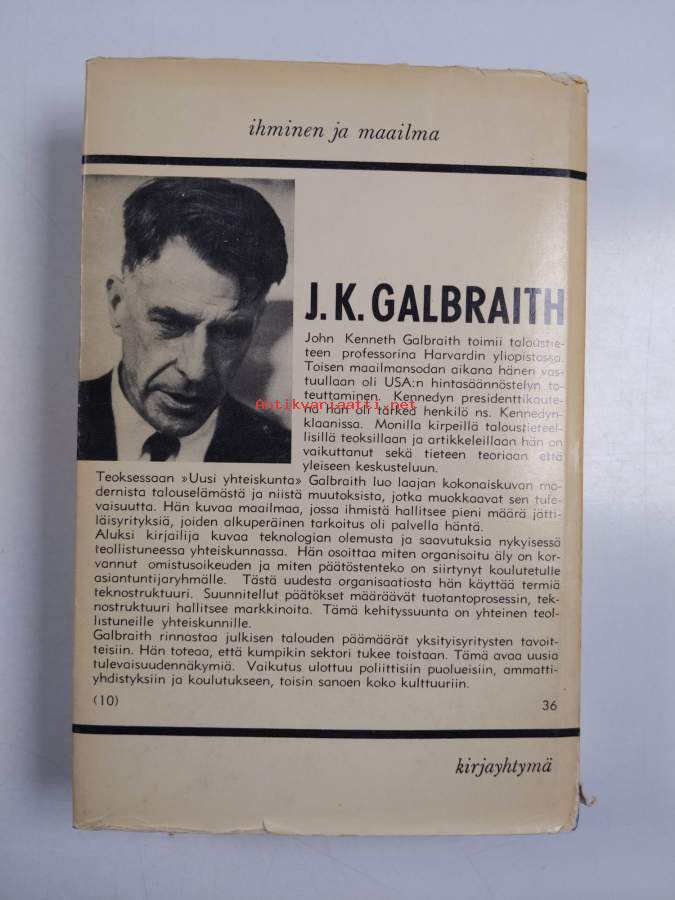 ihminen ja maailma
J.K. GALBRAITH
John Kenneth Galbraith toimii taloustie-
teen professorina Harvardin yliopistossa.
Toisen maailmansodan aikana hänen vas-
tuullaan oli USA:n hintasäännöstelyn to-
teuttaminen. Kennedyn presidenttikaute-
Antikvariaatti.net
na hän oli tärkeä henkilö ns. Kennedyn-
klaanissa. Monilla kirpeillä taloustieteel-
lisillä teoksillaan ja artikkeleillaan hän on
vaikuttanut sekä tieteen teoriaan että
yleiseen keskusteluun.
Teoksessaan »Uusi yhteiskunta» Galbraith luo laajan kokonaiskuvan mo-
dernista talouselämästä ja niistä muutoksista, jotka muokkaavat sen tule-
vaisuutta. Hän kuvaa maailmaa, jossa ihmistä hallitsee pieni määrä jätti-
läisyrityksiä, joiden alkuperäinen tarkoitus oli palvella häntä.
Aluksi kirjailija kuvaa teknologian olemusta ja saavutuksia nykyisessä
teollistuneessa yhteiskunnassa. Hän osoittaa miten organisoitu äly on kor-
vannut omistusoikeuden ja miten päätöstenteko on siirtynyt koulutetulle
asiantuntijaryhmälle. Tästä uudesta organisaatiosta hän käyttää termiä
teknostruktuuri. Suunnitellut päätökset määräävät tuotantoprosessin, tek-
nostruktuuri hallitsee markkinoita. Tämä kehityssuunta on yhteinen teol-
listuneille yhteiskunnille.
Galbraith rinnastaa julkisen talouden päämäärät yksityisyritysten tavoit-
teisiin. Hän toteaa, että kumpikin sektori tukee toistaan. Tämä avaa uusia
tulevaisuudennäkymiä. Vaikutus ulottuu poliittisiin puolueisiin, ammatti-
yhdistyksiin ja koulutukseen, toisin sanoen koko kulttuuriin.
(10) 36
kirjayhtymä